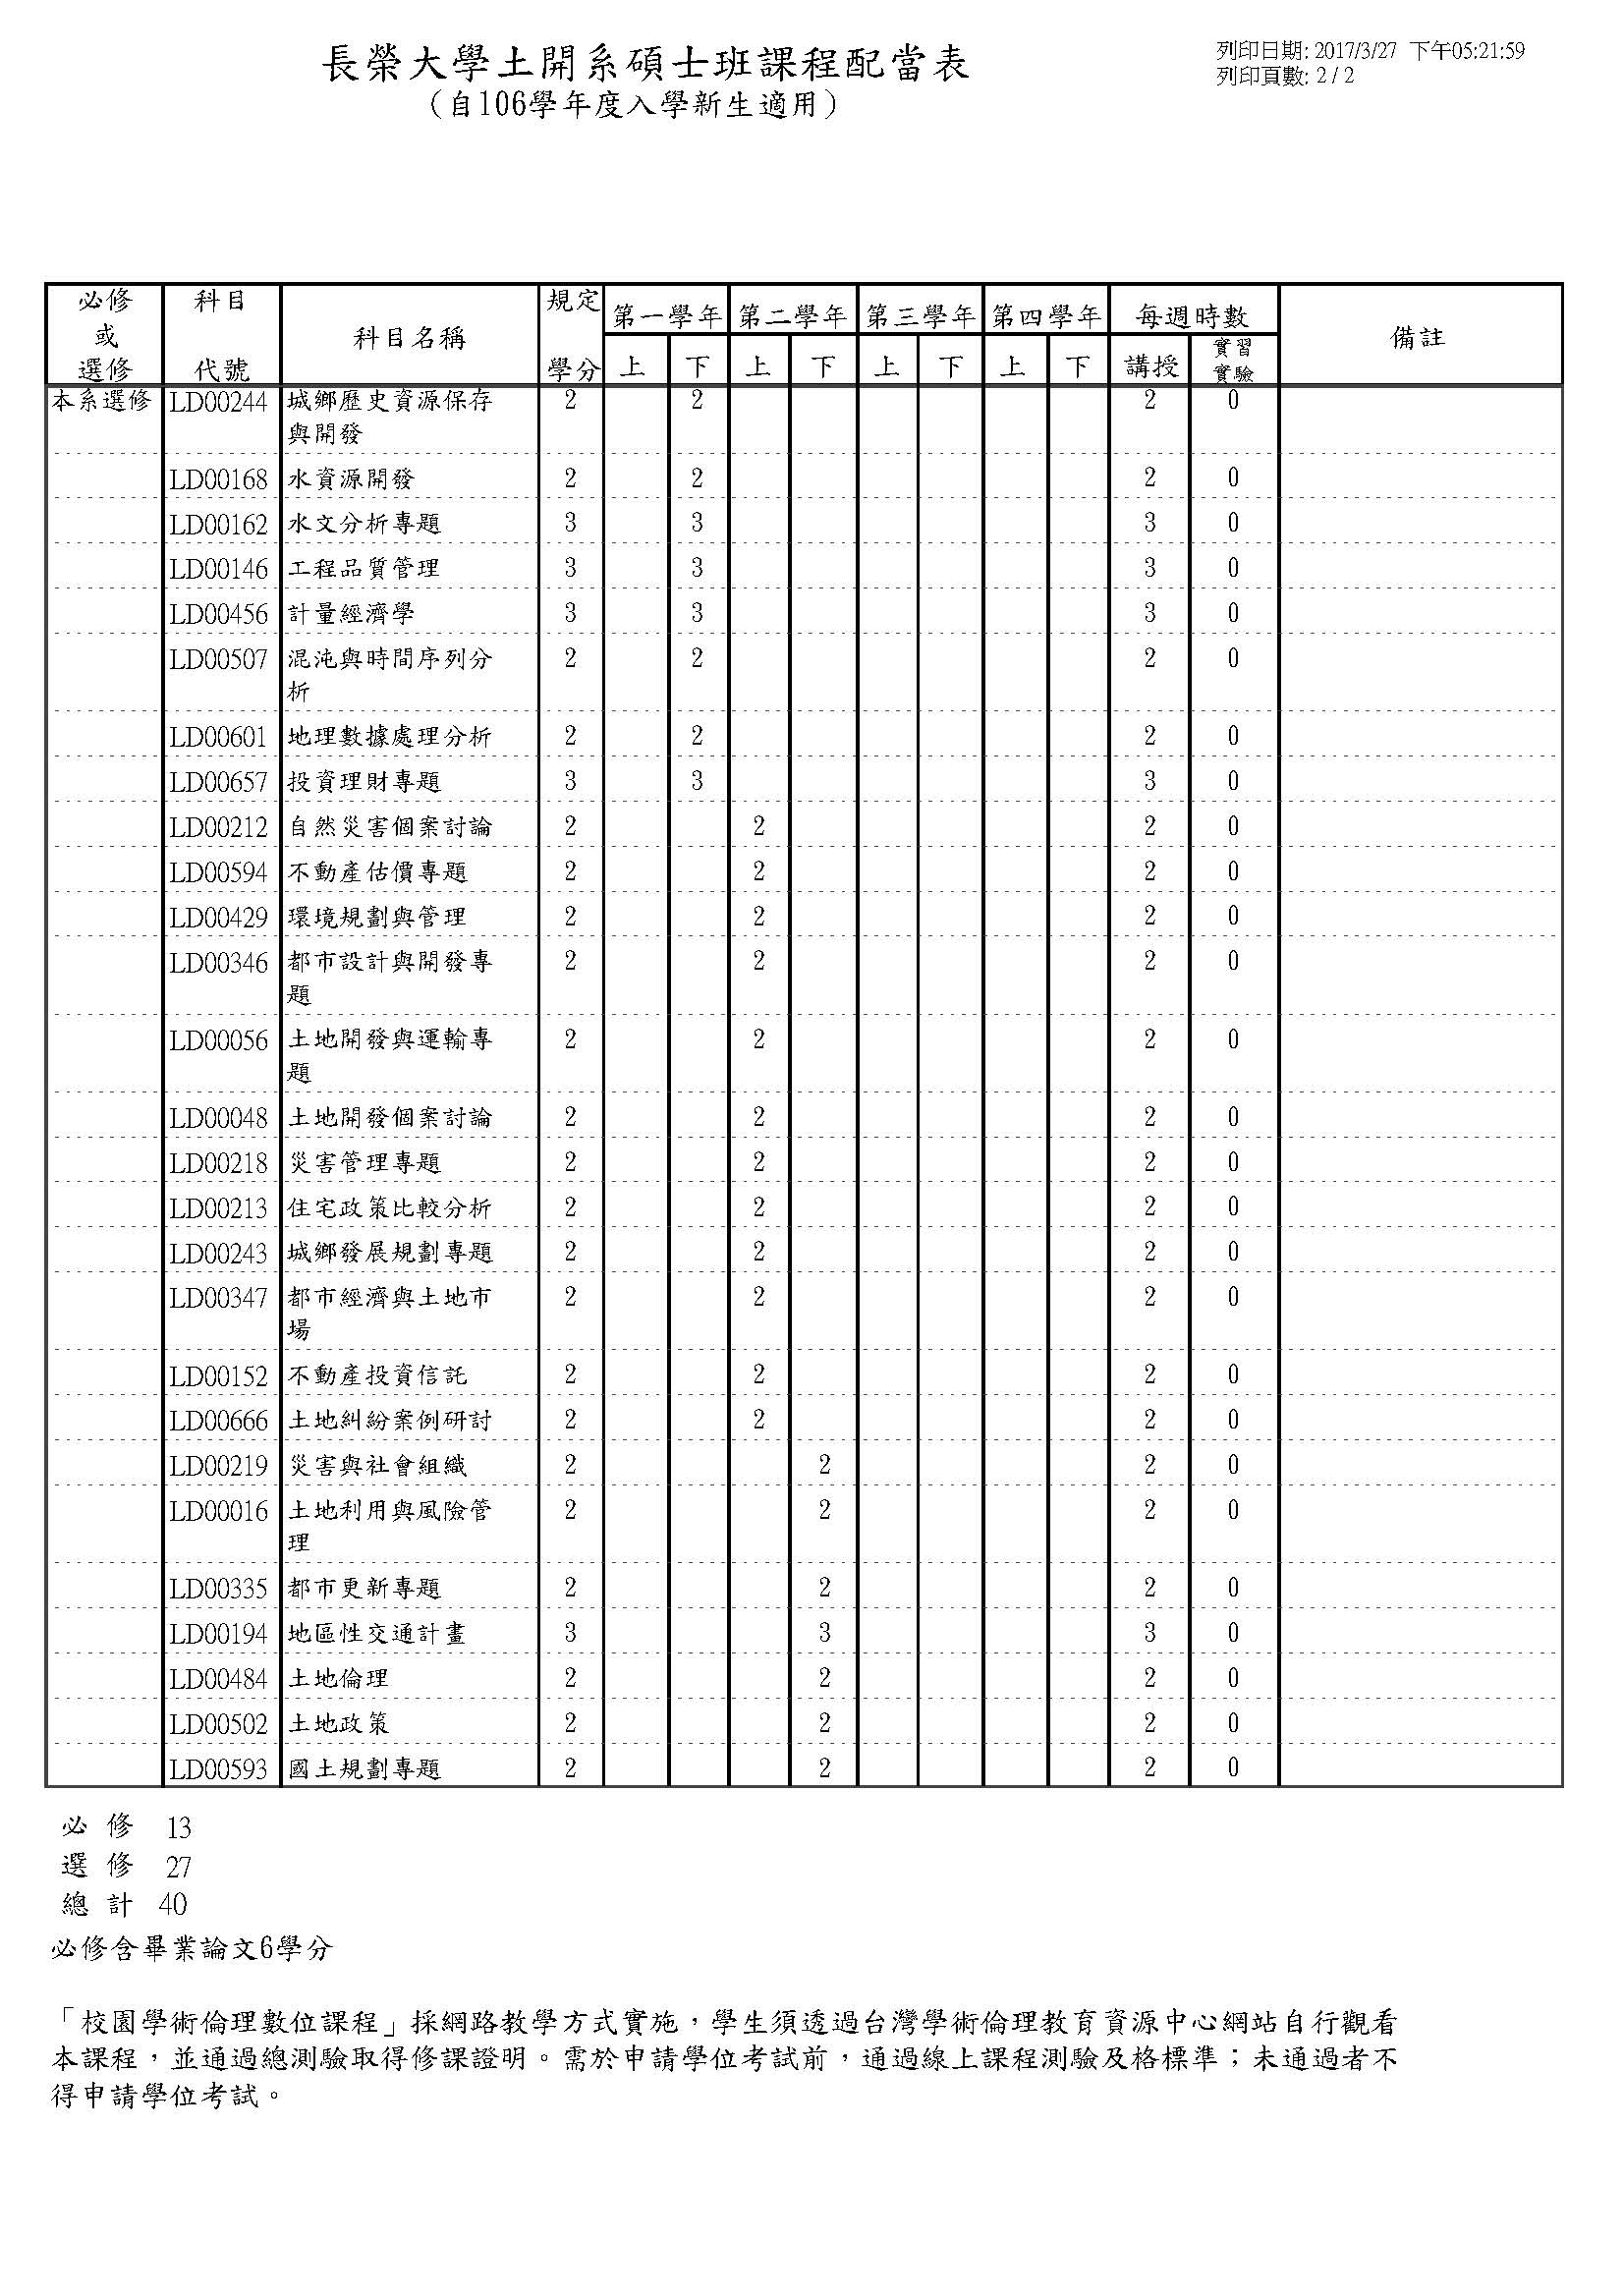 長榮大學土開系碩士班課程配當表
（自106學年度入學新生適用）
列印日期: 2017/3/27 下午05:21:59
列印頁數: 2 / 2
必修 或 選修 科目 代號 科目名稱 規定 學分 第一學年 第二學年 第三學年 第四學年 每週時數 備註
上 下 上 下 上 下 上 下 講授 實習 實驗
本系選修 LD00244 城鄉歷史資源保存 2 2 2 0
與開發
LD00168 水資源開發 2 2 2 0
LD00162 水文分析專題 3 3 3 0
LD00146 工程品質管理 3 3 3 0
LD00456 計量經濟學 3 3 3 0
LD00507 混沌與時間序列分 2 2 2 0
析
LD00601 地理數據處理分析 2 2 2 0
LD00657 投資理財專題 3 3 3 0
LD00212 自然災害個案討論 2 2 2 0
LD00594 不動產估價專題 2 2 2 0
LD00429 環境規劃與管理 2 2 2 0
LD00346 都市設計與開發專 2 2 2 0
題
LD00056 土地開發與運輸專 2 2 2 0
題
LD00048 土地開發個案討論 2 2 2 0
LD00218 災害管理專題 2 2 2 0
LD00213 住宅政策比較分析 2 2 2 0
LD00243 城鄉發展規劃專題 2 2 2 0
LD00347 都市經濟與土地市 2 2 2 0
場
LD00152 不動產投資信託 2 2 2 0
LD00666 土地糾紛案例研討 2 2 2 0
LD00219 災害與社會組織 2 2 2 0
LD00016 土地利用與風險管 2 2 2 0
理
LD00335 都市更新專題 2 2 2 0
LD00194 地區性交通計畫 3 3 3 0
LD00484 土地倫理 2 2 2 0
LD00502 土地政策 2 2 2 0
LD00593 國土規劃專題 2 2 2 0
必 修 13
選 修 27
總 計 40
必修含畢業論文6學分
「校園學術倫理數位課程」採網路教學方式實施，學生須透過台灣學術倫理教育資源中心網站自行觀看
本課程，並通過總測驗取得修課證明。需於申請學位考試前，通過線上課程測驗及格標準；未通過者不
得申請學位考試。